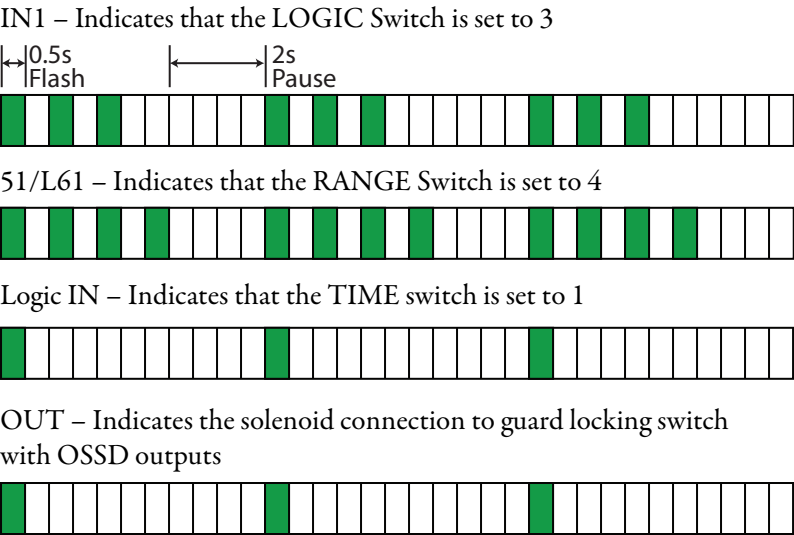 IN1 – Indicates that the LOGIC Switch is set to 3
0.5s
Flash
2s
Pause
51/L61 – Indicates that the RANGE Switch is set to 4
Logic IN – Indicates that the TIME switch is set to 1
OUT – Indicates the solenoid connection to guard locking switch
with OSSD outputs